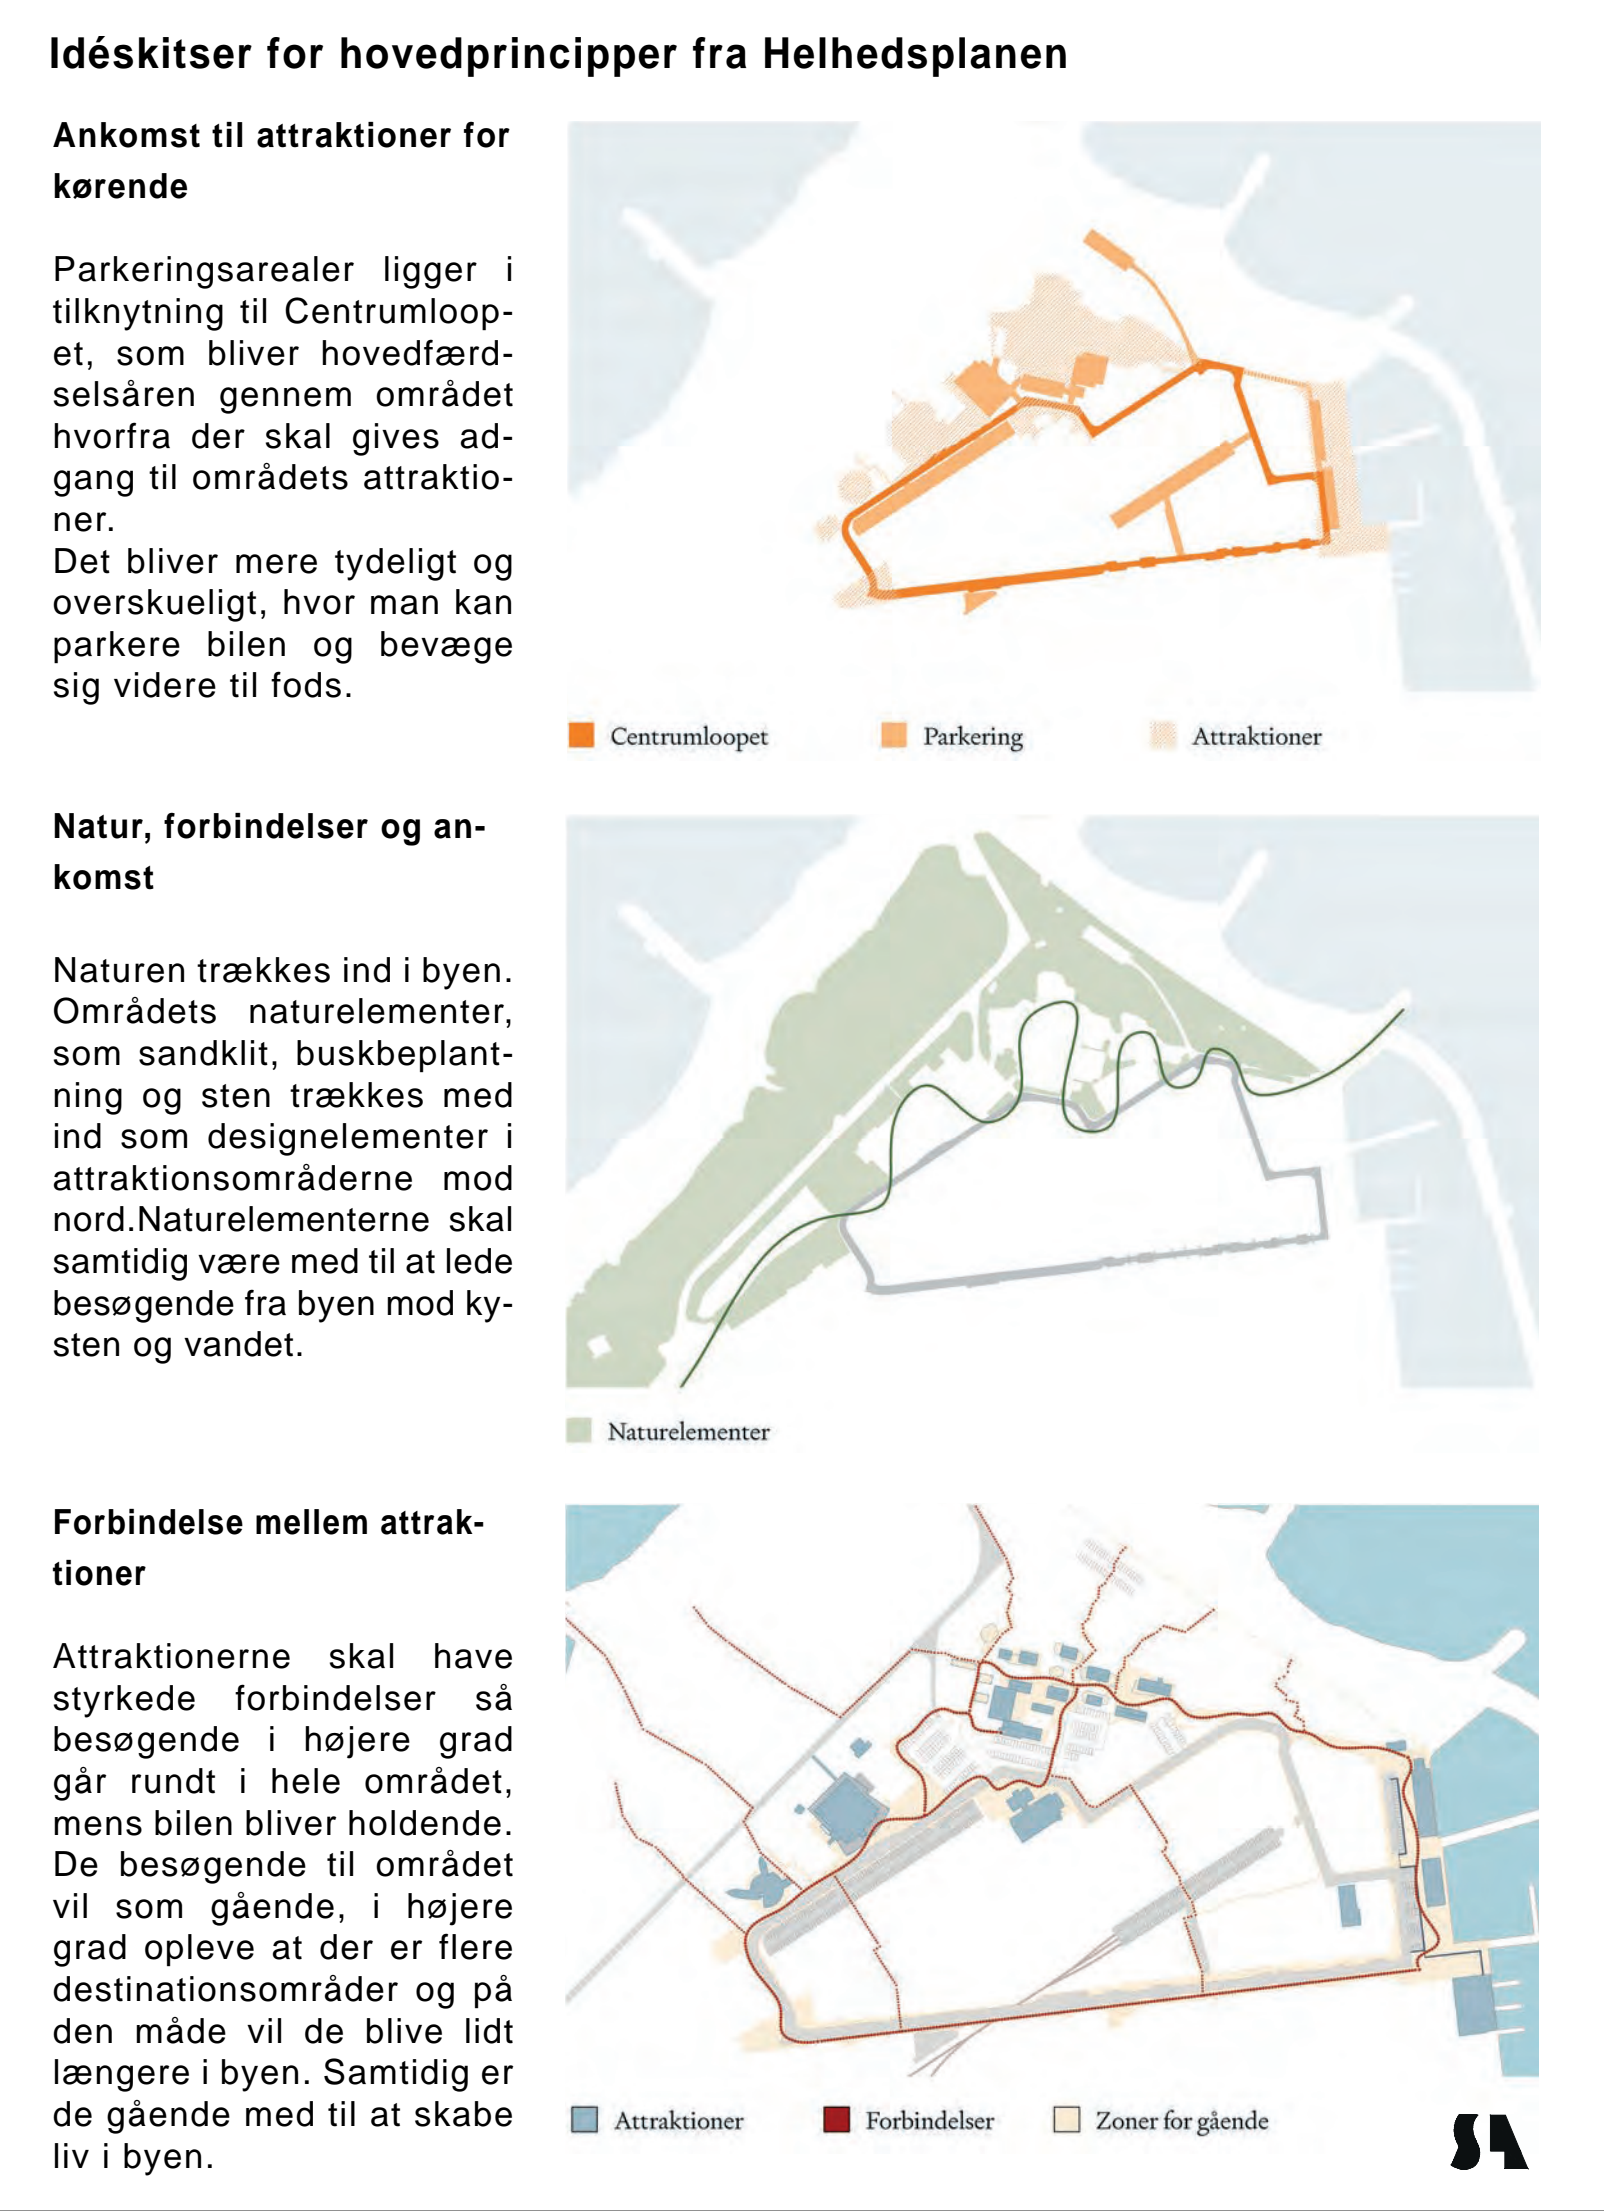 Idéskitser for hovedprincipper fra Helhedsplanen
Ankomst til attraktioner for
kørende
Parkeringsarealer ligger i
tilknytning til Centrumloop-
et, som bliver hovedfærd-
selsåren gennem området
hvorfra der skal gives ad-
gang til områdets attraktio-
ner.
Det bliver mere tydeligt og
overskueligt, hvor man kan
parkere bilen og bevæge
sig videre til fods.
Centrumloopet
Parkering
Attraktioner
Natur, forbindelser og an-
komst
Naturen trækkes ind i byen.
Områdets naturelementer,
som sandklit, buskbeplant-
ning og sten trækkes med
ind som designelementer i
attraktionsområderne mod
nord.Naturelementerne skal
samtidig være med til at lede
besøgende fra byen mod ky-
sten og vandet.
Naturelementer
Forbindelse mellem attrak-
tioner
Attraktionerne skal have
styrkede forbindelser så
besøgende i højere grad
går rundt i hele området,
mens bilen bliver holdende.
De besøgende til området
vil som gående, i højere
grad opleve at der er flere
destinationsområder og på
den måde vil de blive lidt
længere i byen. Samtidig er
de gående med til at skabe
liv i byen.
Attraktioner
Forbindelser
Zoner for gående